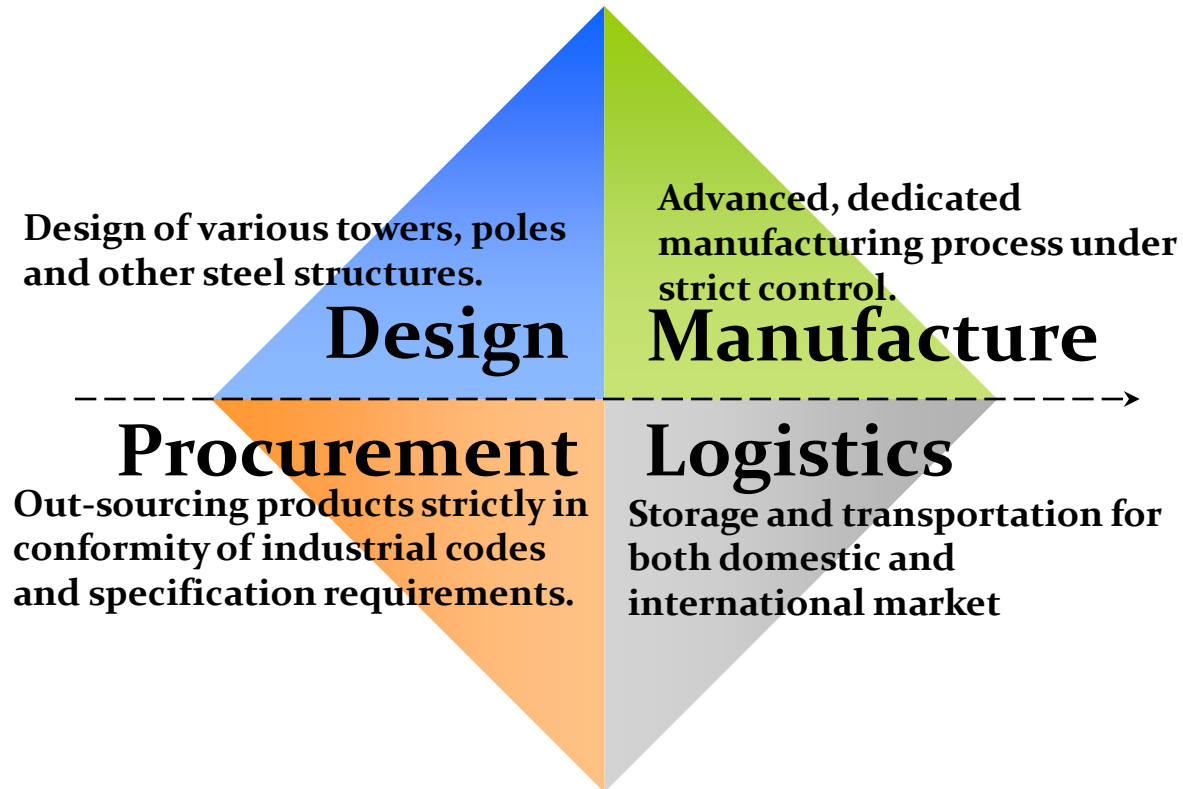 Design of various towers, poles
and other steel structures.
Design
Advanced, dedicated
manufacturing process under
strict control.
Manufacture
Procurement
Out-sourcing products strictly in
conformity of industrial codes
and specification requirements.
Logistics
Storage and transportation for
both domestic and
international market